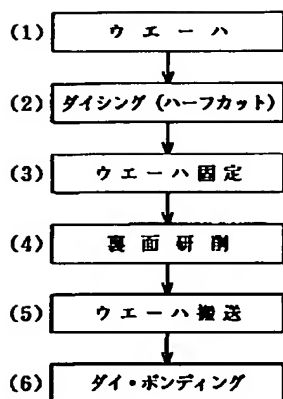 (1) ウエーハ
(2) ダイシング(ハーフカット)
(3) ウエーハ固定
(4) 裏面研削
(5) ウエーハ搬送
(6) ダイ・ボンディング